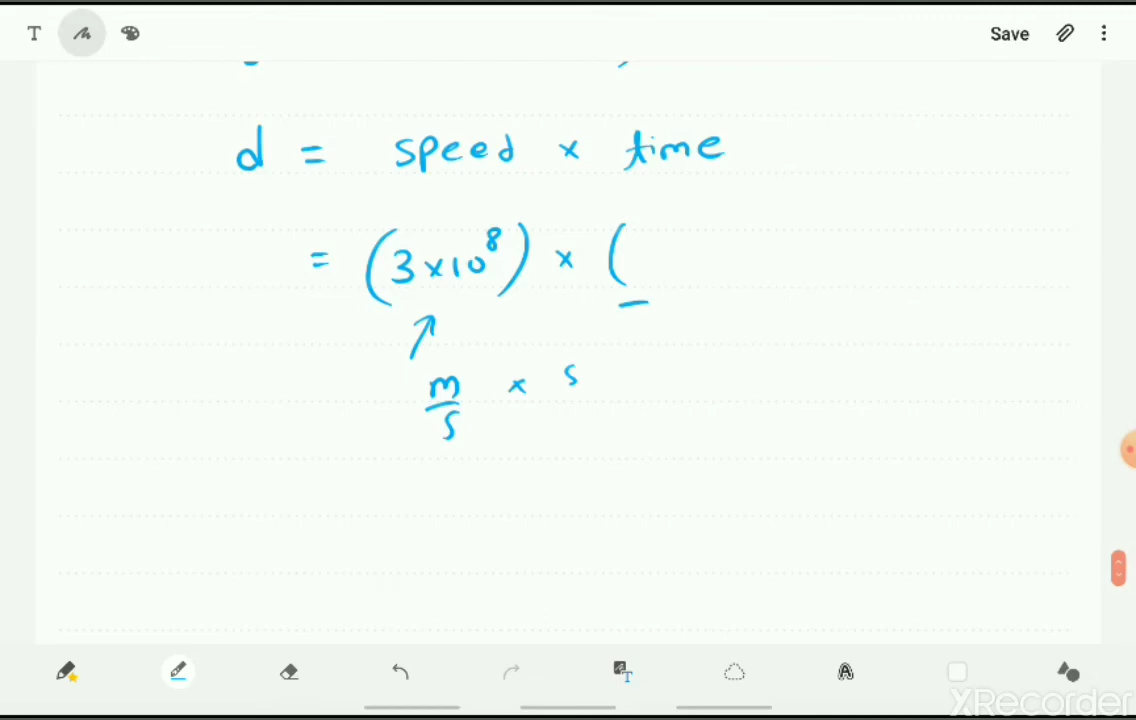 T Save
d = speed × time
= (3×10⁸) × (
m/s × s
XRecorder